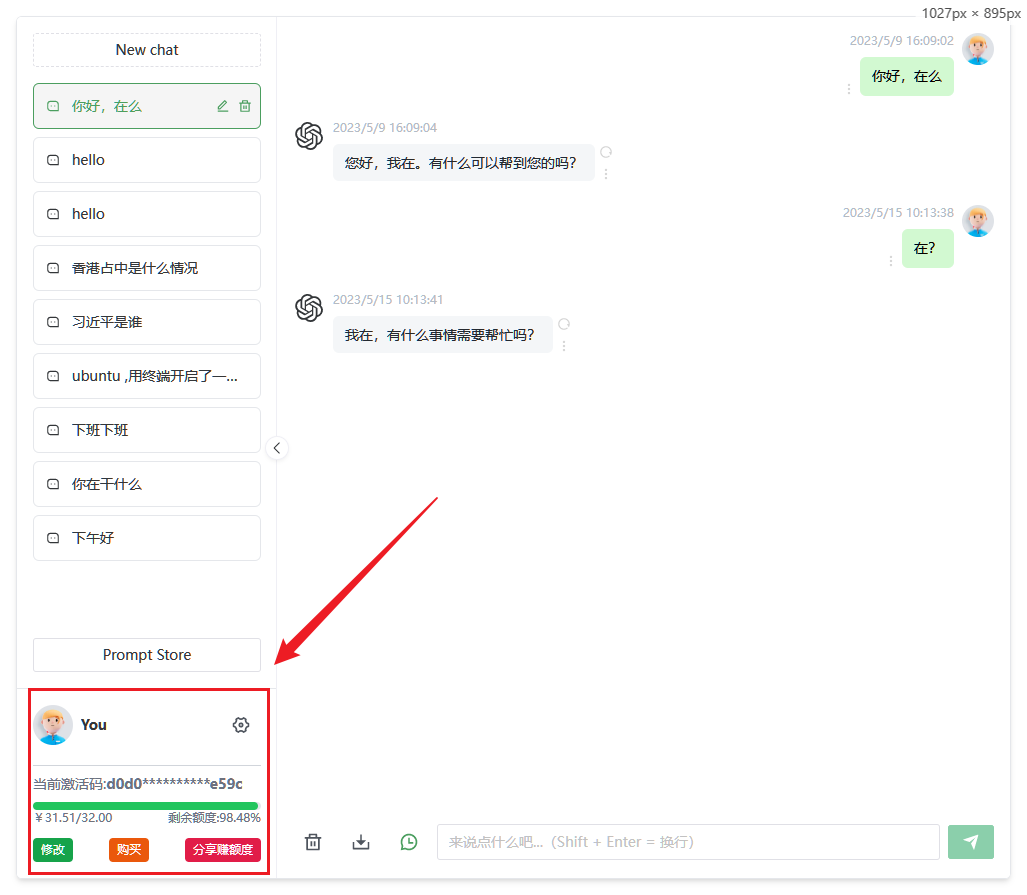 1027px × 895px
New chat
你好，在么
hello
hello
香港占中是什么情况
习近平是谁
ubuntu ,用终端开启了一...
下班下班
你在干什么
下午好
Prompt Store
You
当前激活码:d0d0**********e59c
￥31.51/32.00 剩余额度:98.48%
修改 购买 分享赚额度
2023/5/9 16:09:02
你好，在么
2023/5/9 16:09:04
您好，我在。有什么可以帮到您的吗？
2023/5/15 10:13:38
在？
2023/5/15 10:13:41
我在，有什么事情需要帮忙吗？
来说点什么吧...（Shift + Enter = 换行）